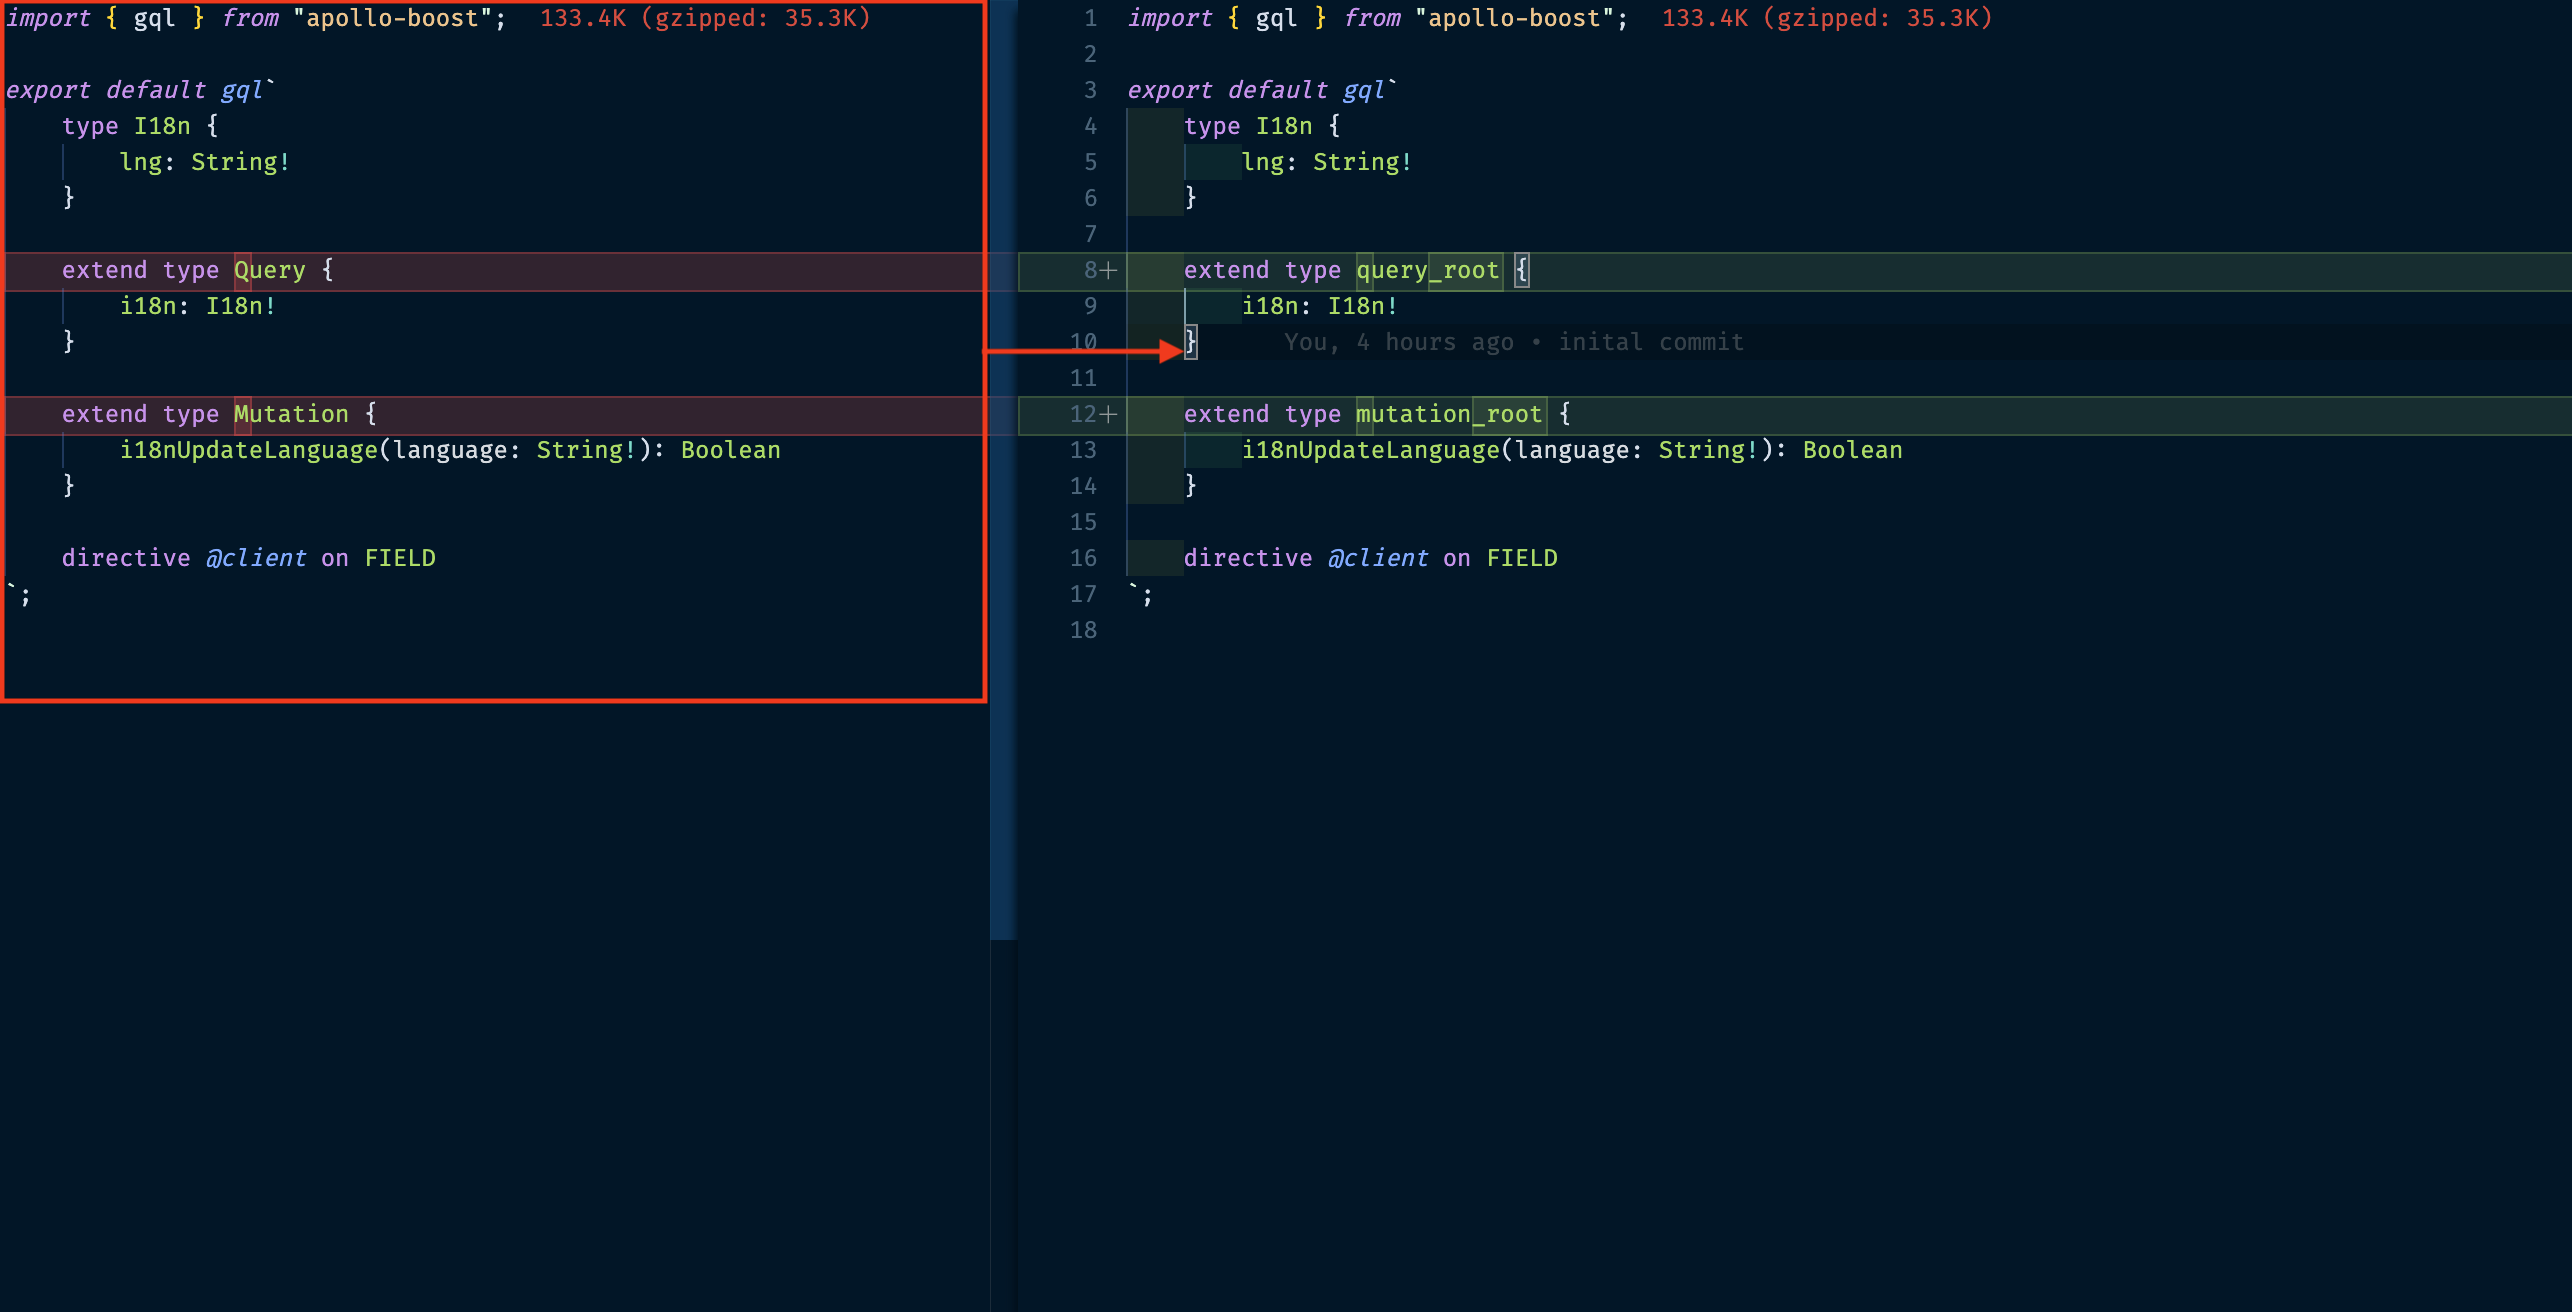 import { gql } from "apollo-boost"; 133.4K (gzipped: 35.3K)
export default gql`
type I18n {
lng: String!
}
extend type Query {
i18n: I18n!
}
extend type Mutation {
i18nUpdateLanguage(language: String!): Boolean
}
directive @client on FIELD
`;
1 import { gql } from "apollo-boost"; 133.4K (gzipped: 35.3K)
2
3 export default gql`
4 type I18n {
5 lng: String!
6 }
7
8+ extend type query_root {
9 i18n: I18n!
10 } You, 4 hours ago • inital commit
11
12+ extend type mutation_root {
13 i18nUpdateLanguage(language: String!): Boolean
14 }
15
16 directive @client on FIELD
17 `;
18